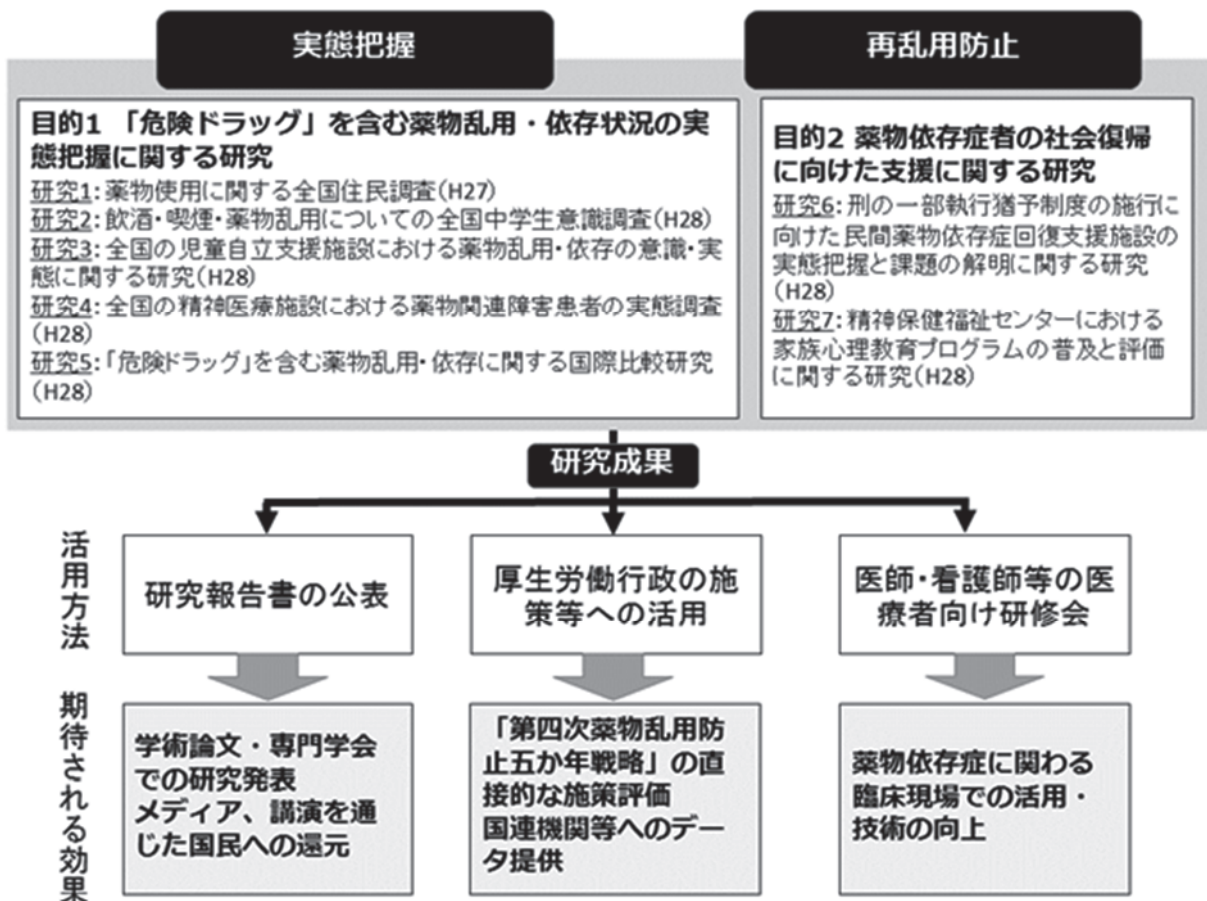 実態把握
再乱用防止
目的1 「危険ドラッグ」を含む薬物乱用・依存状況の実
態把握に関する研究
研究1: 薬物使用に関する全国住民調査(H27)
研究2: 飲酒・喫煙・薬物乱用についての全国中学生意識調査(H28)
研究3: 全国の児童自立支援施設における薬物乱用・依存の意識・実
態に関する研究(H28)
研究4: 全国の精神医療施設における薬物関連障害患者の実態調査
(H28)
研究5: 「危険ドラッグ」を含む薬物乱用・依存に関する国際比較研究
(H28)
目的2 薬物依存症者の社会復帰
に向けた支援に関する研究
研究6: 刑の一部執行猶予制度の施行に
向けた民間薬物依存症回復支援施設の
実態把握と課題の解明に関する研究
(H28)
研究7: 精神保健福祉センターにおける
家族心理教育プログラムの普及と評価
に関する研究(H28)
研究成果
活用方法
研究報告書の公表
厚生労働行政の施
策等への活用
医師・看護師等の医
療者向け研修会
期待される効果
学術論文・専門学会
での研究発表
メディア、講演を通
じた国民への還元
「第四次薬物乱用防
止五か年戦略」の直
接的な施策評価
国連機関等へのデー
タ提供
薬物依存症に関わる
臨床現場での活用・
技術の向上